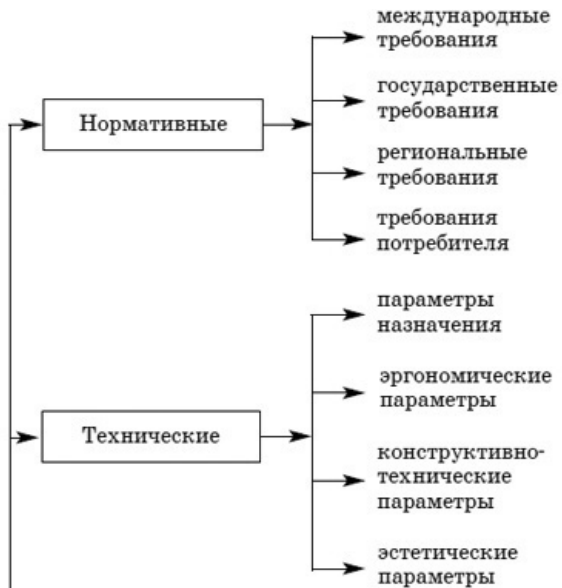 международные
требования
государственные
требования
Нормативные
региональные
требования
требования
потребителя
параметры
назначения
эргономические
параметры
Технические
конструктивно-
технические
параметры
эстетические
параметры